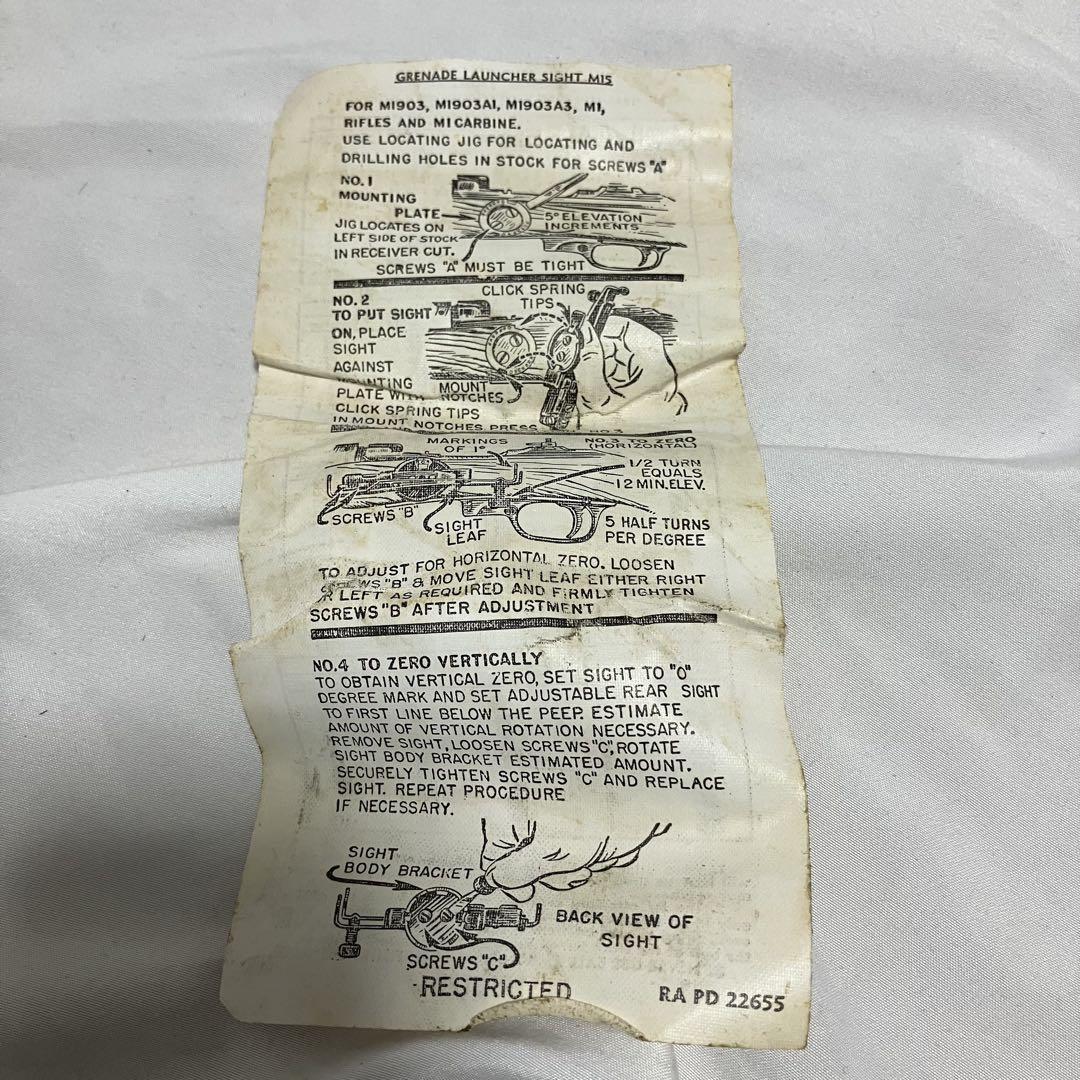 GRENADE LAUNCHER SIGHT M15
FOR M1903, M1903A1, M1903A3, M1,
RIFLES AND M1 CARBINE.
USE LOCATING JIG FOR LOCATING AND
DRILLING HOLES IN STOCK FOR SCREWS "A"
NO.1
MOUNTING
PLATE
JIG LOCATES ON
LEFT SIDE OF STOCK
IN RECEIVER CUT.
5° ELEVATION
INCREMENTS
SCREWS "A" MUST BE TIGHT
NO.2
TO PUT SIGHT
ON, PLACE
SIGHT
AGAINST
PLATE
CLICK SPRING TIPS
IN MOUNT NOTCHES PRESS
CLICK SPRING
TIPS
MOUNT
NOTCHES
MARKINGS
OF 1°
NO.3 TO ZERO
(HORIZONTAL)
1/2 TURN
EQUALS
12 MIN.ELEV.
SCREWS "B"
SIGHT
LEAF
5 HALF TURNS
PER DEGREE
TO ADJUST FOR HORIZONTAL ZERO. LOOSEN
"B" & MOVE SIGHT LEAF EITHER RIGHT
OR LEFT AS REQUIRED AND FIRMLY TIGHTEN
SCREWS "B" AFTER ADJUSTMENT
NO.4 TO ZERO VERTICALLY
TO OBTAIN VERTICAL ZERO, SET SIGHT TO "0"
DEGREE MARK AND SET ADJUSTABLE REAR SIGHT
TO FIRST LINE BELOW THE PEEP. ESTIMATE
AMOUNT OF VERTICAL ROTATION NECESSARY.
REMOVE SIGHT, LOOSEN SCREWS "C", ROTATE
SIGHT BODY BRACKET ESTIMATED AMOUNT.
SECURELY TIGHTEN SCREWS "C" AND REPLACE
SIGHT. REPEAT PROCEDURE
IF NECESSARY.
SIGHT
BODY BRACKET
BACK VIEW OF
SIGHT
SCREWS "C"
RESTRICTED
RA PD 22655